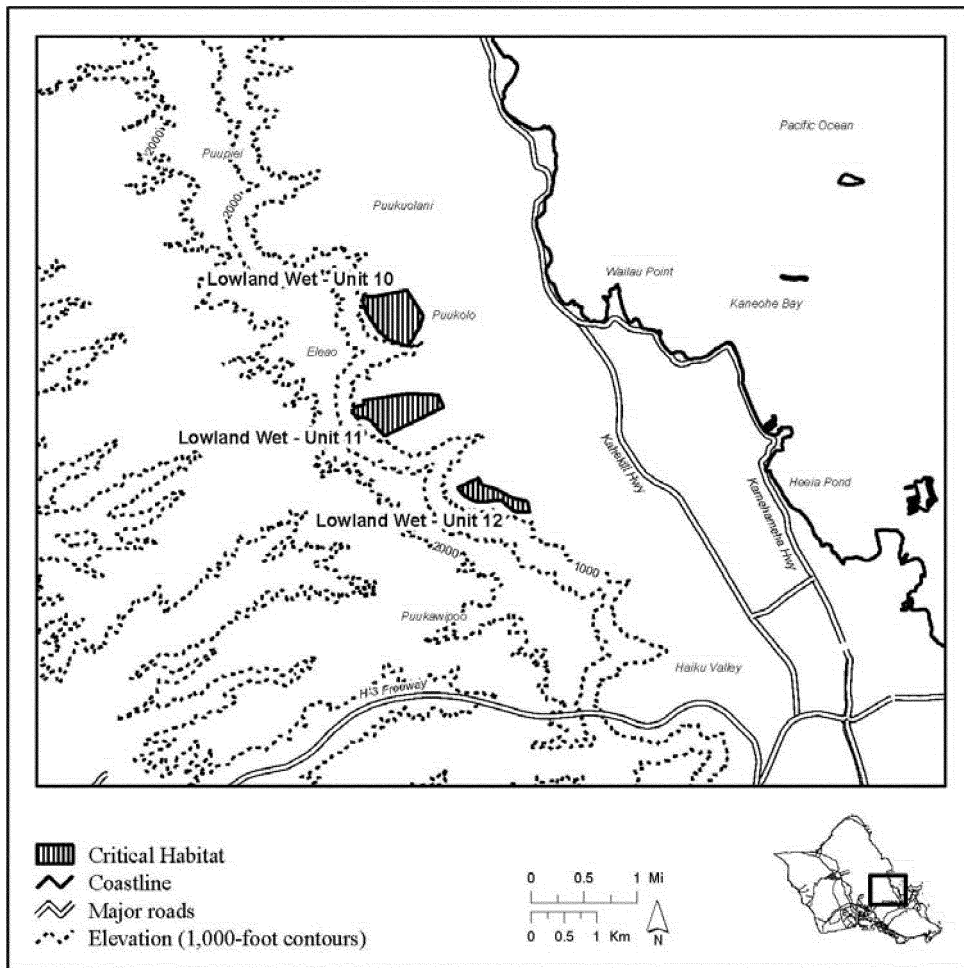 Pacific Ocean
2000
Puupiei
2000
Puukuolani
Lowland Wet - Unit 10
Wailau Point
Kaneohe Bay
Puukolo
Eleao
Lowland Wet - Unit 11
Kahekili Hwy
Heeia Pond
Kamehameha Hwy
Lowland Wet - Unit 12
2000
1000
Puukawipoo
Haiku Valley
H-3 Freeway
Critical Habitat
Coastline
Major roads
Elevation (1,000-foot contours)
0 0.5 1 Mi
0 0.5 1 Km
N